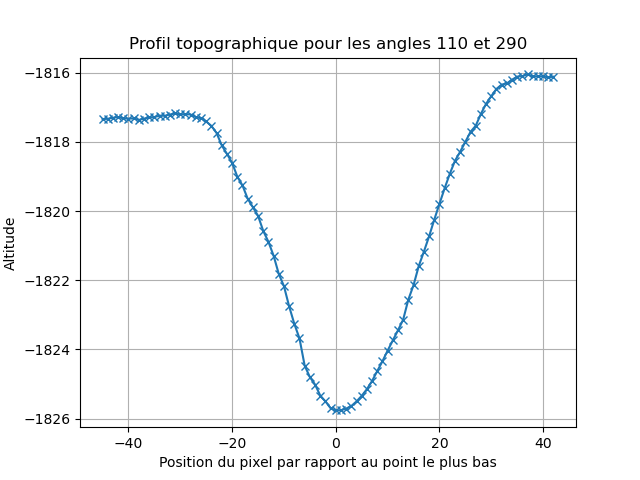 Profil topographique pour les angles 110 et 290
Altitude
−1816
−1818
−1820
−1822
−1824
−1826
−40 −20 0 20 40
Position du pixel par rapport au point le plus bas